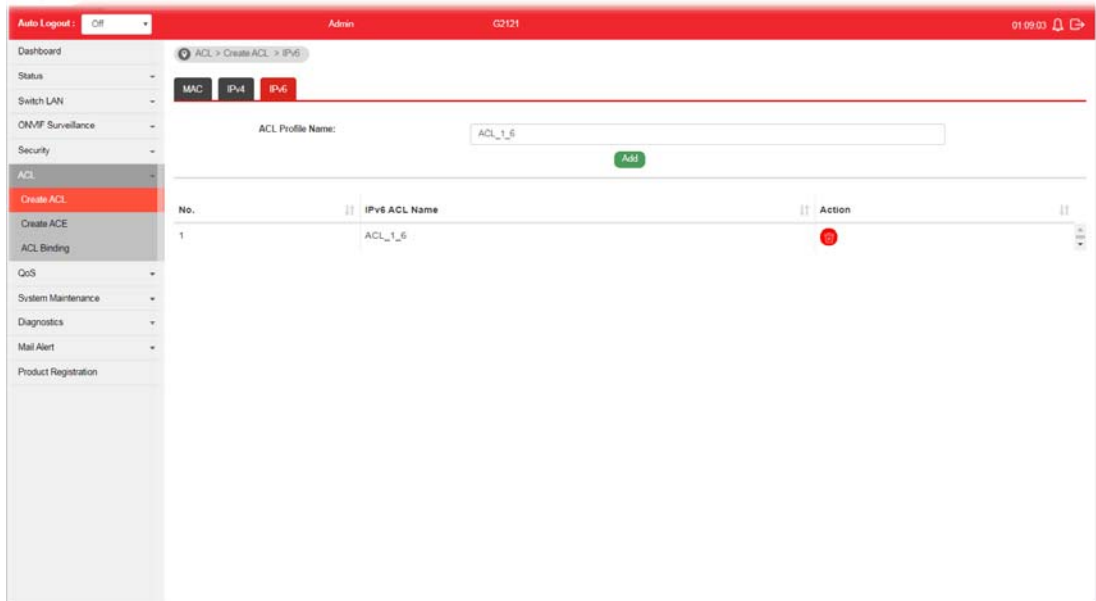 Auto Logout : Off Admin G2121 01:09:03
Dashboard
Status
Switch LAN
ONVIF Surveillance
Security
ACL
Create ACL
Create ACE
ACL Binding
QoS
System Maintenance
Diagnostics
Mail Alert
Product Registration
ACL > Create ACL > IPv6
MAC IPv4 IPv6
ACL Profile Name: ACL_1_6
Add
No. IPv6 ACL Name Action
1 ACL_1_6